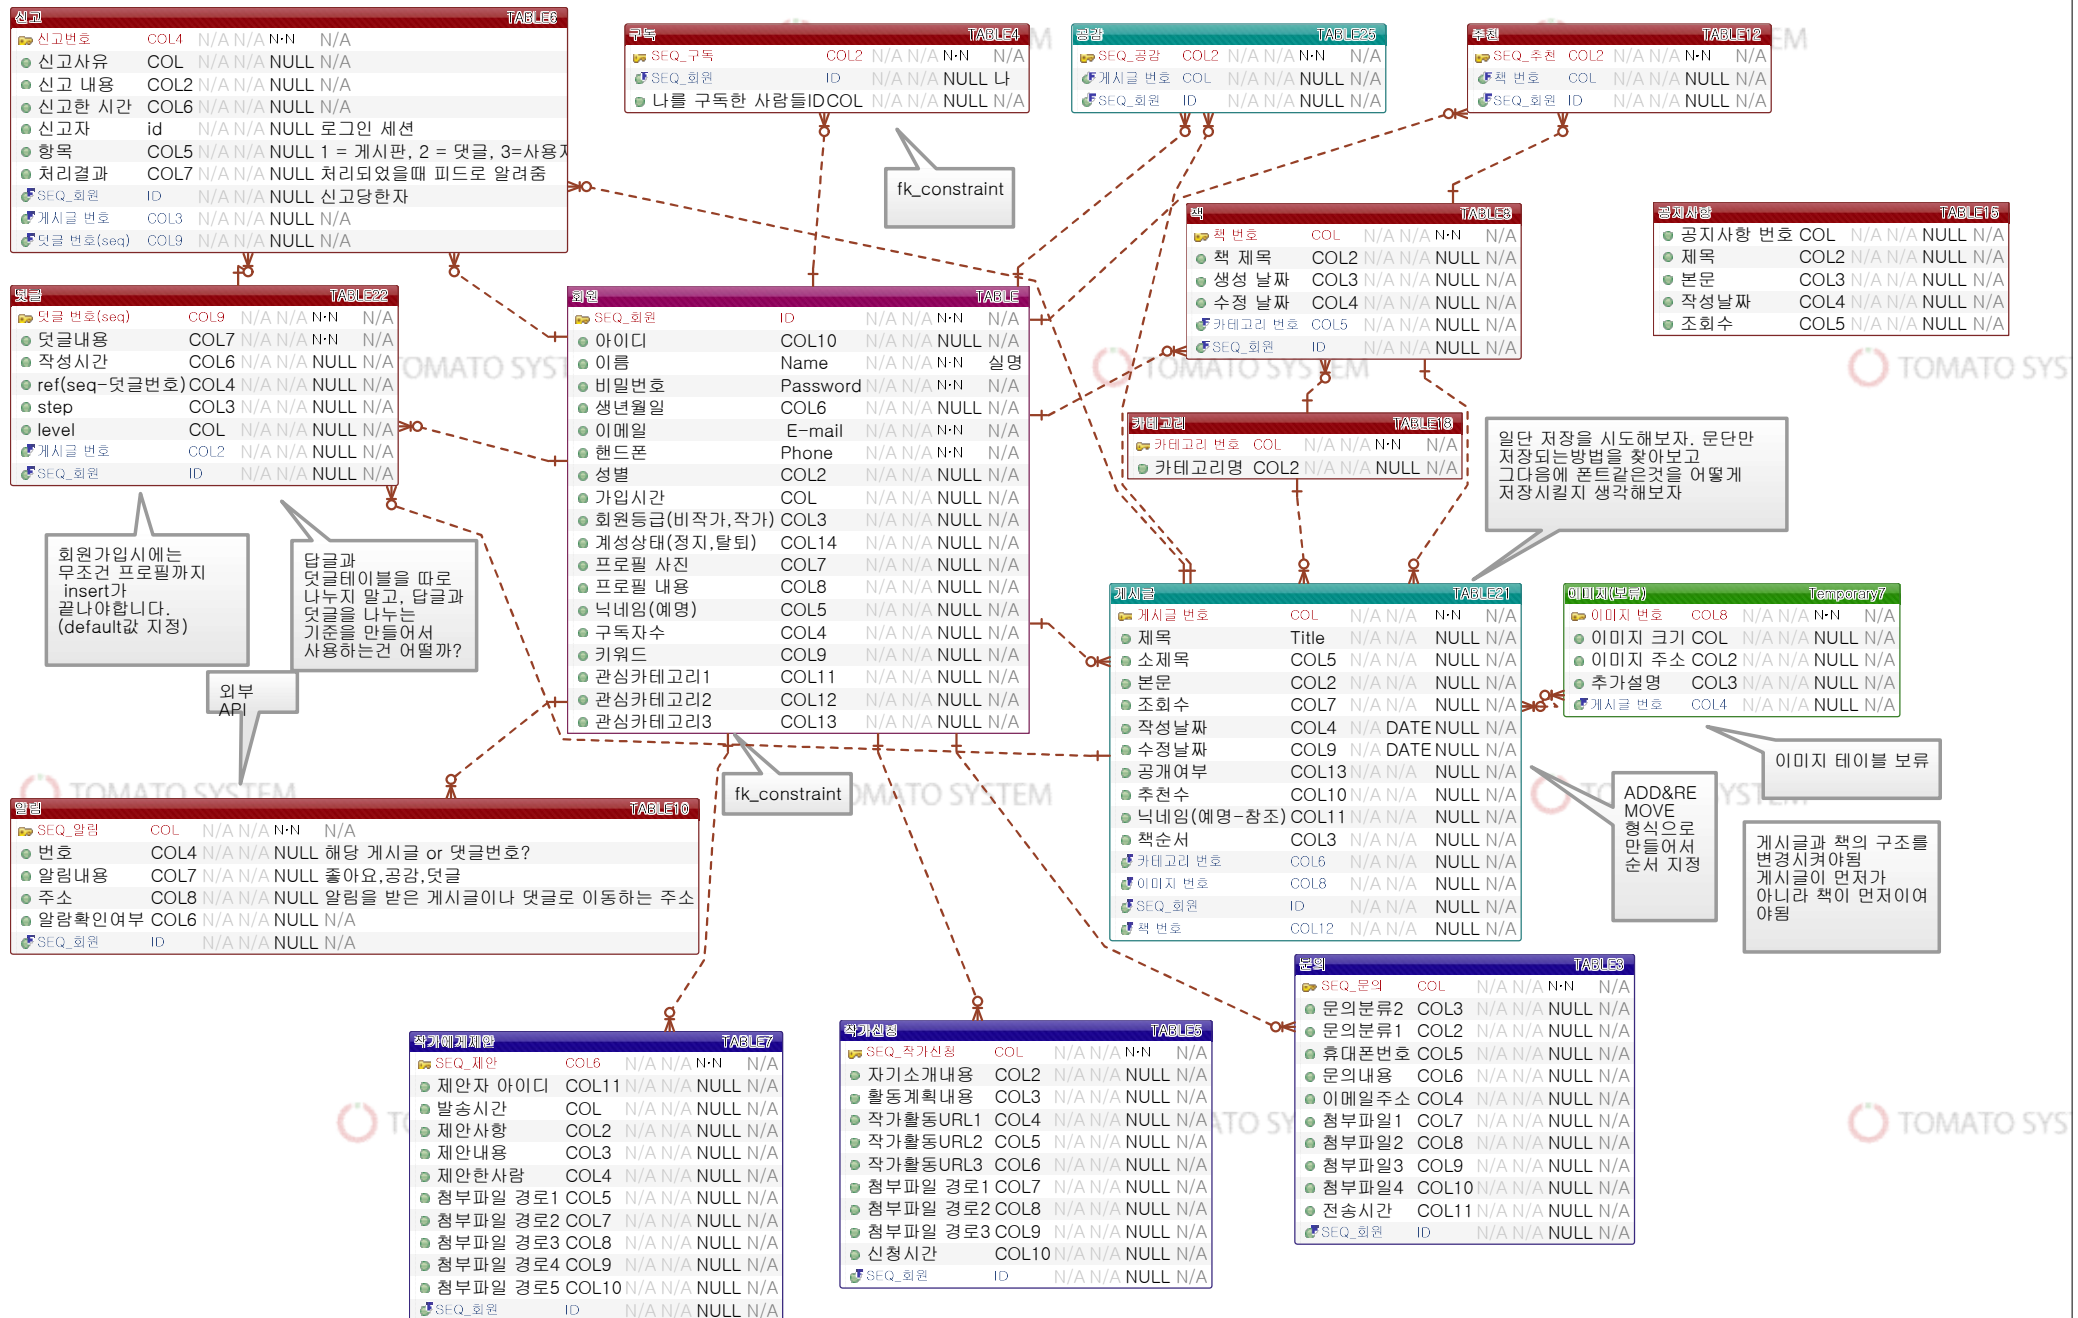 신고 TABLE6
신고번호 COL4 N/A N/A N·N N/A
신고사유 COL N/A N/A NULL N/A
신고 내용 COL2 N/A N/A NULL N/A
신고한 시간 COL6 N/A N/A NULL N/A
신고자 id N/A N/A NULL 로그인 세션
항목 COL5 N/A N/A NULL 1 = 게시판, 2 = 댓글, 3=사용자
처리결과 COL7 N/A N/A NULL 처리되었을때 피드로 알려줌
SEQ_회원 ID N/A N/A NULL 신고당한자
게시글 번호 COL3 N/A N/A NULL N/A
덧글 번호(seq) COL9 N/A N/A NULL N/A
구독 TABLE4
SEQ_구독 COL2 N/A N/A N·N N/A
SEQ_회원 ID N/A N/A NULL 나
나를 구독한 사람들ID COL N/A N/A NULL N/A
fk_constraint
공감 TABLE25
SEQ_공감 COL2 N/A N/A N·N N/A
게시글 번호 COL N/A N/A NULL N/A
SEQ_회원 ID N/A N/A NULL N/A
추천 TABLE12
SEQ_추천 COL2 N/A N/A N·N N/A
책 번호 COL N/A N/A NULL N/A
SEQ_회원 ID N/A N/A NULL N/A
책 TABLE9
책 번호 COL N/A N/A N·N N/A
책 제목 COL2 N/A N/A NULL N/A
생성 날짜 COL3 N/A N/A NULL N/A
수정 날짜 COL4 N/A N/A NULL N/A
카테고리 번호 COL5 N/A N/A NULL N/A
SEQ_회원 ID N/A N/A NULL N/A
공지사항 TABLE15
공지사항 번호 COL N/A N/A NULL N/A
제목 COL2 N/A N/A NULL N/A
본문 COL3 N/A N/A NULL N/A
작성날짜 COL4 N/A N/A NULL N/A
조회수 COL5 N/A N/A NULL N/A
덧글 TABLE22
덧글 번호(seq) COL9 N/A N/A N·N N/A
덧글내용 COL7 N/A N/A N·N N/A
작성시간 COL6 N/A N/A NULL N/A
ref(seq-덧글번호) COL4 N/A N/A NULL N/A
step COL3 N/A N/A NULL N/A
level COL N/A N/A NULL N/A
게시글 번호 COL2 N/A N/A NULL N/A
SEQ_회원 ID N/A N/A NULL N/A
회원 TABLE
SEQ_회원 ID N/A N/A N·N N/A
아이디 COL10 N/A N/A NULL N/A
이름 Name N/A N/A N·N 실명
비밀번호 Password N/A N/A N·N N/A
생년월일 COL6 N/A N/A NULL N/A
이메일 E-mail N/A N/A N·N N/A
핸드폰 Phone N/A N/A N·N N/A
성별 COL2 N/A N/A NULL N/A
가입시간 COL N/A N/A NULL N/A
회원등급(비작가,작가) COL3 N/A N/A NULL N/A
계성상태(정지,탈퇴) COL14 N/A N/A NULL N/A
프로필 사진 COL7 N/A N/A NULL N/A
프로필 내용 COL8 N/A N/A NULL N/A
닉네임(예명) COL5 N/A N/A NULL N/A
구독자수 COL4 N/A N/A NULL N/A
키워드 COL9 N/A N/A NULL N/A
관심카테고리1 COL11 N/A N/A NULL N/A
관심카테고리2 COL12 N/A N/A NULL N/A
관심카테고리3 COL13 N/A N/A NULL N/A
카테고리 TABLE18
카테고리 번호 COL N/A N/A N·N N/A
카테고리명 COL2 N/A N/A NULL N/A
일단 저장을 시도해보자. 문단만
저장되는방법을 찾아보고
그다음에 폰트같은것을 어떻게
저장시킬지 생각해보자
회원가입시에는
무조건 프로필까지
insert가
끝나야합니다.
(default값 지정)
답글과
덧글테이블을 따로
나누지 말고, 답글과
덧글을 나누는
기준을 만들어서
사용하는건 어떨까?
외부
API
fk_constraint
게시글 TABLE21
게시글 번호 COL N/A N/A N·N N/A
제목 Title N/A N/A NULL N/A
소제목 COL5 N/A N/A NULL N/A
본문 COL2 N/A N/A NULL N/A
조회수 COL7 N/A N/A NULL N/A
작성날짜 COL4 N/A DATE NULL N/A
수정날짜 COL9 N/A DATE NULL N/A
공개여부 COL13 N/A N/A NULL N/A
추천수 COL10 N/A N/A NULL N/A
닉네임(예명-참조) COL11 N/A N/A NULL N/A
책순서 COL3 N/A N/A NULL N/A
카테고리 번호 COL6 N/A N/A NULL N/A
이미지 번호 COL8 N/A N/A NULL N/A
SEQ_회원 ID N/A N/A NULL N/A
책 번호 COL12 N/A N/A NULL N/A
이미지(보류) Temporary7
이미지 번호 COL8 N/A N/A N·N N/A
이미지 크기 COL N/A N/A NULL N/A
이미지 주소 COL2 N/A N/A NULL N/A
추가설명 COL3 N/A N/A NULL N/A
게시글 번호 COL4 N/A N/A NULL N/A
이미지 테이블 보류
ADD&RE
MOVE
형식으로
만들어서
순서 지정
게시글과 책의 구조를
변경시켜야됨
게시글이 먼저가
아니라 책이 먼저이여
야됨
알림 TABLE10
SEQ_알림 COL N/A N/A N·N N/A
번호 COL4 N/A N/A NULL 해당 게시글 or 댓글번호?
알림내용 COL7 N/A N/A NULL 좋아요,공감,덧글
주소 COL8 N/A N/A NULL 알림을 받은 게시글이나 댓글로 이동하는 주소
알람확인여부 COL6 N/A N/A NULL N/A
SEQ_회원 ID N/A N/A NULL N/A
작가에게제안 TABLE7
SEQ_제안 COL6 N/A N/A N·N N/A
제안자 아이디 COL11 N/A N/A NULL N/A
발송시간 COL N/A N/A NULL N/A
제안사항 COL2 N/A N/A NULL N/A
제안내용 COL3 N/A N/A NULL N/A
제안한사람 COL4 N/A N/A NULL N/A
첨부파일 경로1 COL5 N/A N/A NULL N/A
첨부파일 경로2 COL7 N/A N/A NULL N/A
첨부파일 경로3 COL8 N/A N/A NULL N/A
첨부파일 경로4 COL9 N/A N/A NULL N/A
첨부파일 경로5 COL10 N/A N/A NULL N/A
SEQ_회원 ID N/A N/A NULL N/A
작가신청 TABLE5
SEQ_작가신청 COL N/A N/A N·N N/A
자기소개내용 COL2 N/A N/A NULL N/A
활동계획내용 COL3 N/A N/A NULL N/A
작가활동URL1 COL4 N/A N/A NULL N/A
작가활동URL2 COL5 N/A N/A NULL N/A
작가활동URL3 COL6 N/A N/A NULL N/A
첨부파일 경로1 COL7 N/A N/A NULL N/A
첨부파일 경로2 COL8 N/A N/A NULL N/A
첨부파일 경로3 COL9 N/A N/A NULL N/A
신청시간 COL10 N/A N/A NULL N/A
SEQ_회원 ID N/A N/A NULL N/A
문의 TABLE3
SEQ_문의 COL N/A N/A N·N N/A
문의분류2 COL3 N/A N/A NULL N/A
문의분류1 COL2 N/A N/A NULL N/A
휴대폰번호 COL5 N/A N/A NULL N/A
문의내용 COL6 N/A N/A NULL N/A
이메일주소 COL4 N/A N/A NULL N/A
첨부파일1 COL7 N/A N/A NULL N/A
첨부파일2 COL8 N/A N/A NULL N/A
첨부파일3 COL9 N/A N/A NULL N/A
첨부파일4 COL10 N/A N/A NULL N/A
전송시간 COL11 N/A N/A NULL N/A
SEQ_회원 ID N/A N/A NULL N/A
TOMATO SYSTEM